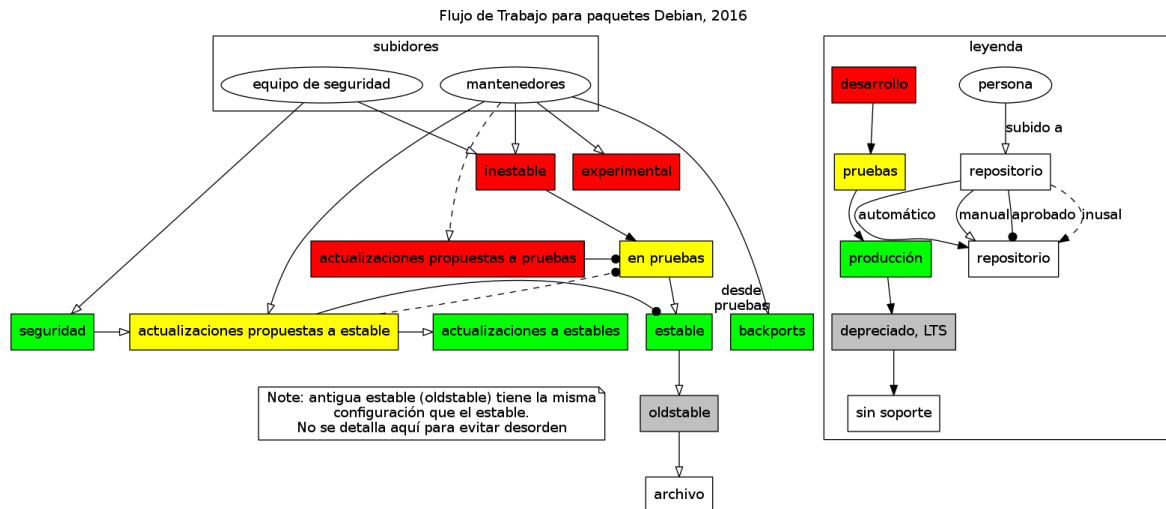 Flujo de Trabajo para paquetes Debian, 2016
subidores
equipo de seguridad
mantenedores
inestable
experimental
actualizaciones propuestas a pruebas
en pruebas
desde
pruebas
seguridad
actualizaciones propuestas a estable
actualizaciones a estables
estable
backports
Note: antigua estable (oldstable) tiene la misma
configuración que el estable.
No se detalla aquí para evitar desorden
oldstable
archivo
leyenda
desarrollo
persona
subido a
pruebas
repositorio
automático
manual
aprobado
inusal
producción
repositorio
depreciado, LTS
sin soporte